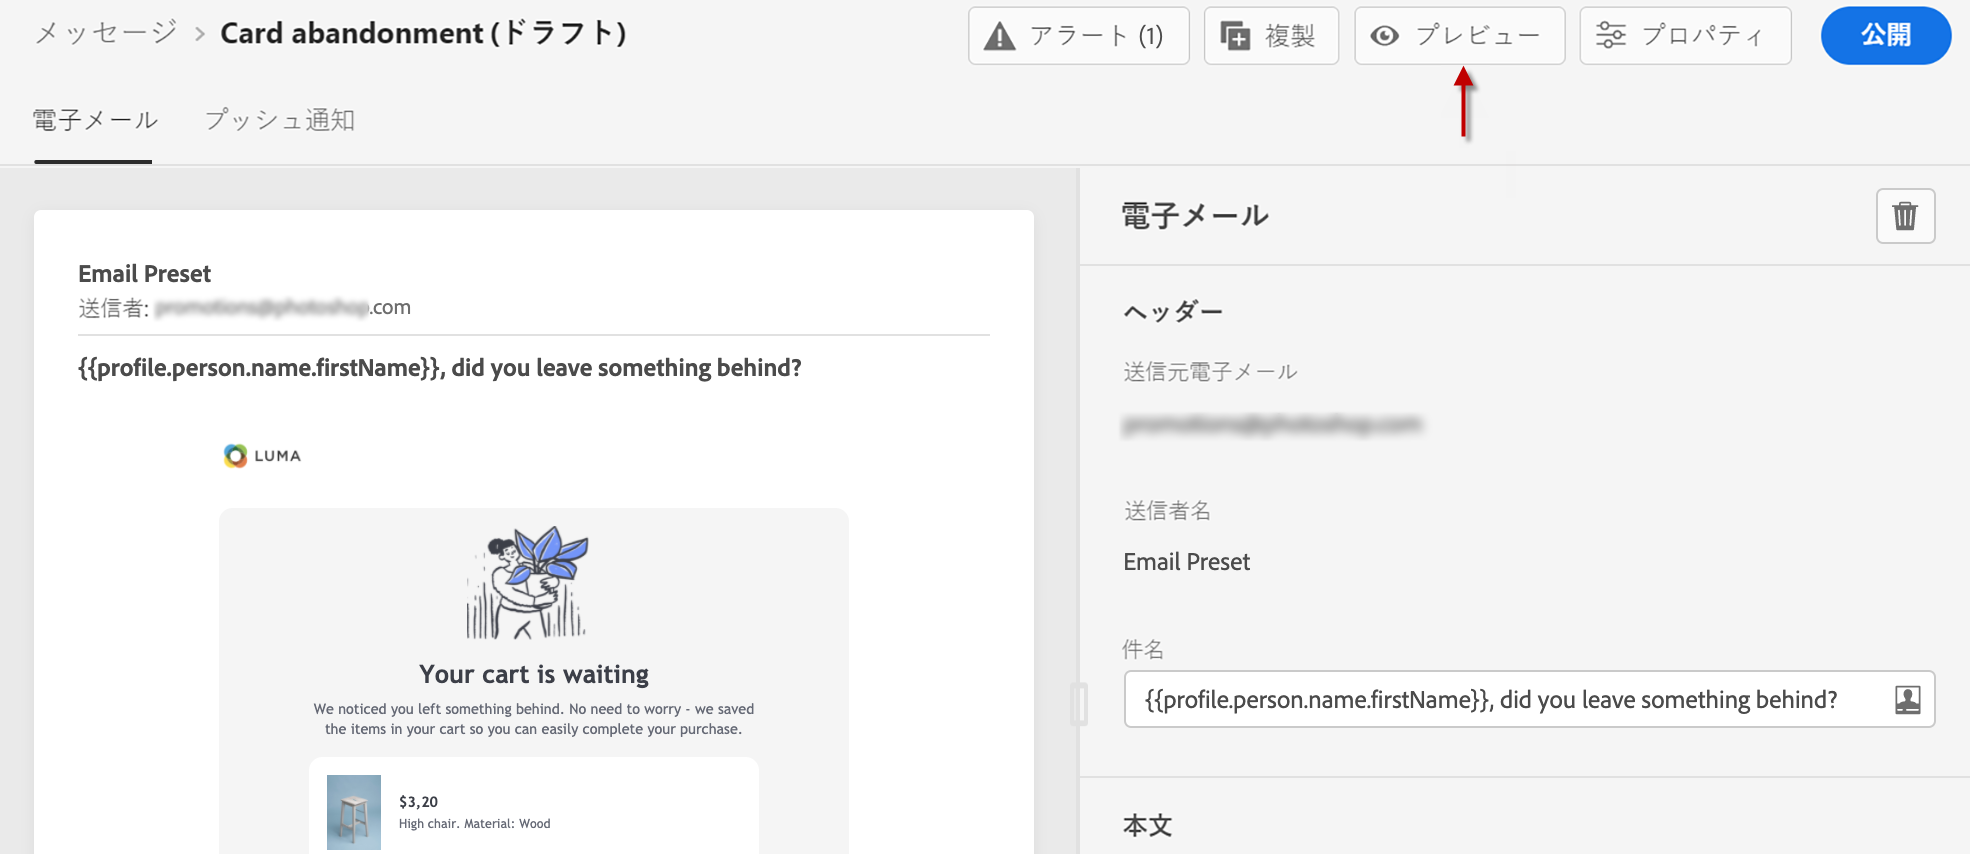 メッセージ > Card abandonment (ドラフト)
アラート (1)
複製
プレビュー
プロパティ
公開
電子メール
プッシュ通知
Email Preset
送信者: .com
{{profile.person.name.firstName}}, did you leave something behind?
LUMA
Your cart is waiting
We noticed you left something behind. No need to worry - we saved
the items in your cart so you can easily complete your purchase.
$3,20
High chair. Material: Wood
電子メール
ヘッダー
送信元電子メール
送信者名
Email Preset
件名
{{profile.person.name.firstName}}, did you leave something behind?
本文